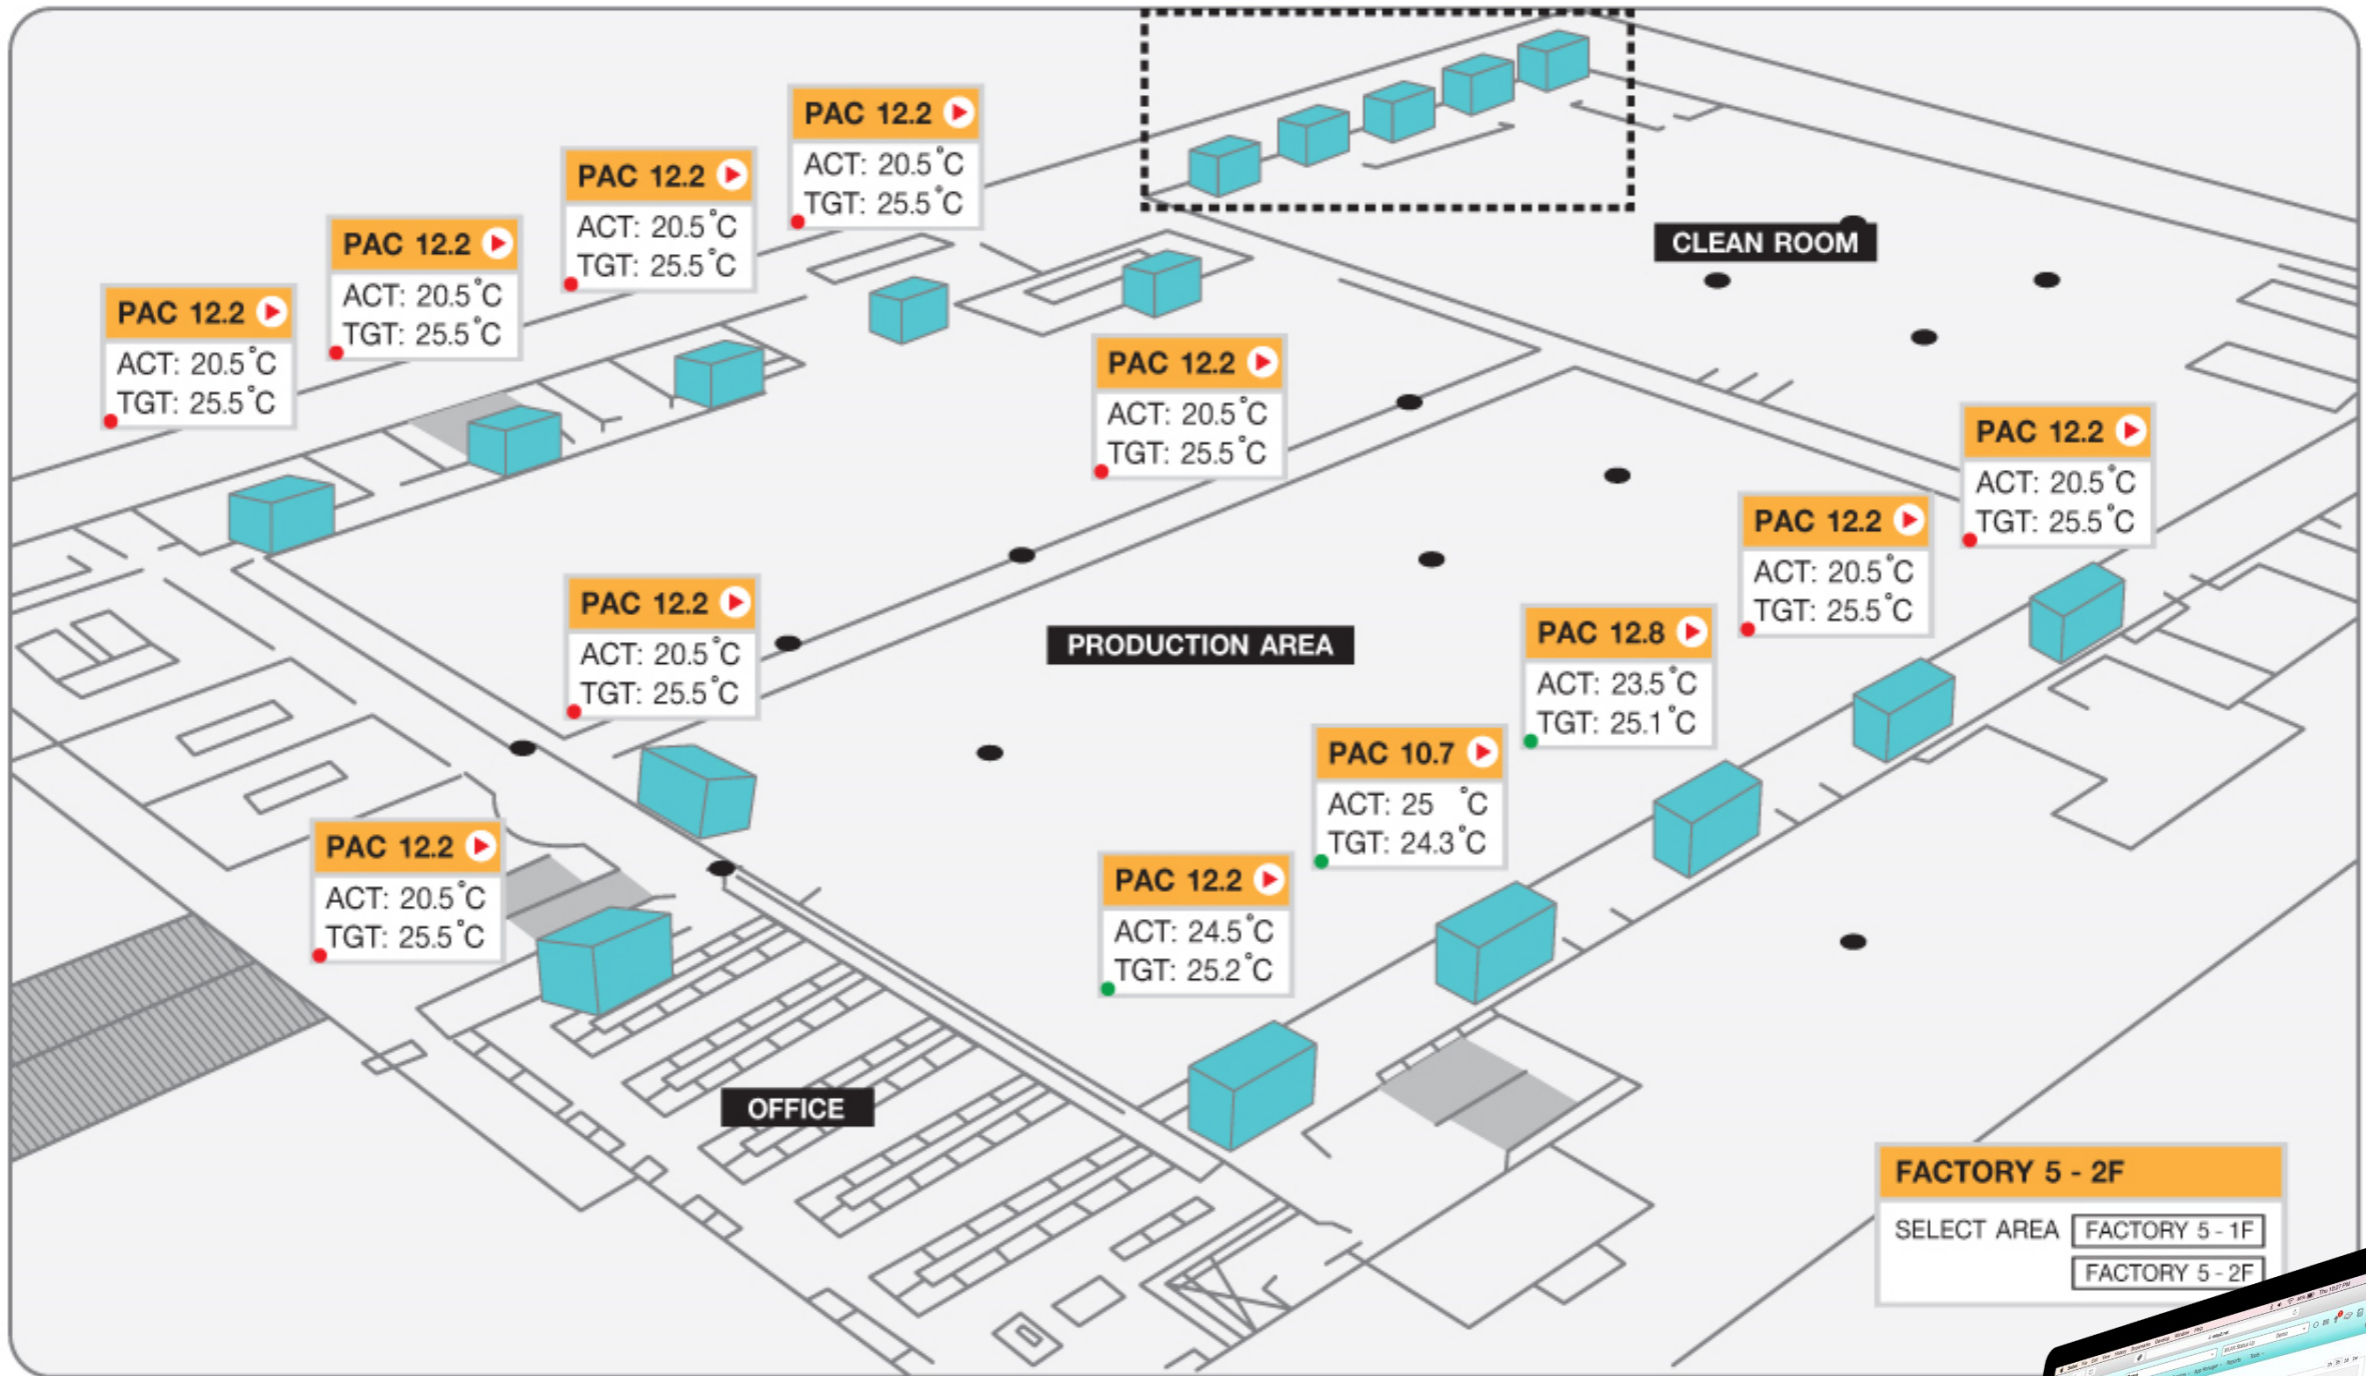 PAC 12.2
ACT: 20.5°C
TGT: 25.5°C
PAC 12.2
ACT: 20.5°C
TGT: 25.5°C
PAC 12.2
ACT: 20.5°C
TGT: 25.5°C
PAC 12.2
ACT: 20.5°C
TGT: 25.5°C
CLEAN ROOM
PAC 12.2
ACT: 20.5°C
TGT: 25.5°C
PAC 12.2
ACT: 20.5°C
TGT: 25.5°C
PAC 12.2
ACT: 20.5°C
TGT: 25.5°C
PAC 12.2
ACT: 20.5°C
TGT: 25.5°C
PRODUCTION AREA
PAC 12.8
ACT: 23.5°C
TGT: 25.1°C
PAC 10.7
ACT: 25 °C
TGT: 24.3°C
PAC 12.2
ACT: 20.5°C
TGT: 25.5°C
PAC 12.2
ACT: 24.5°C
TGT: 25.2°C
OFFICE
FACTORY 5 - 2F
SELECT AREA FACTORY 5 - 1F
FACTORY 5 - 2F